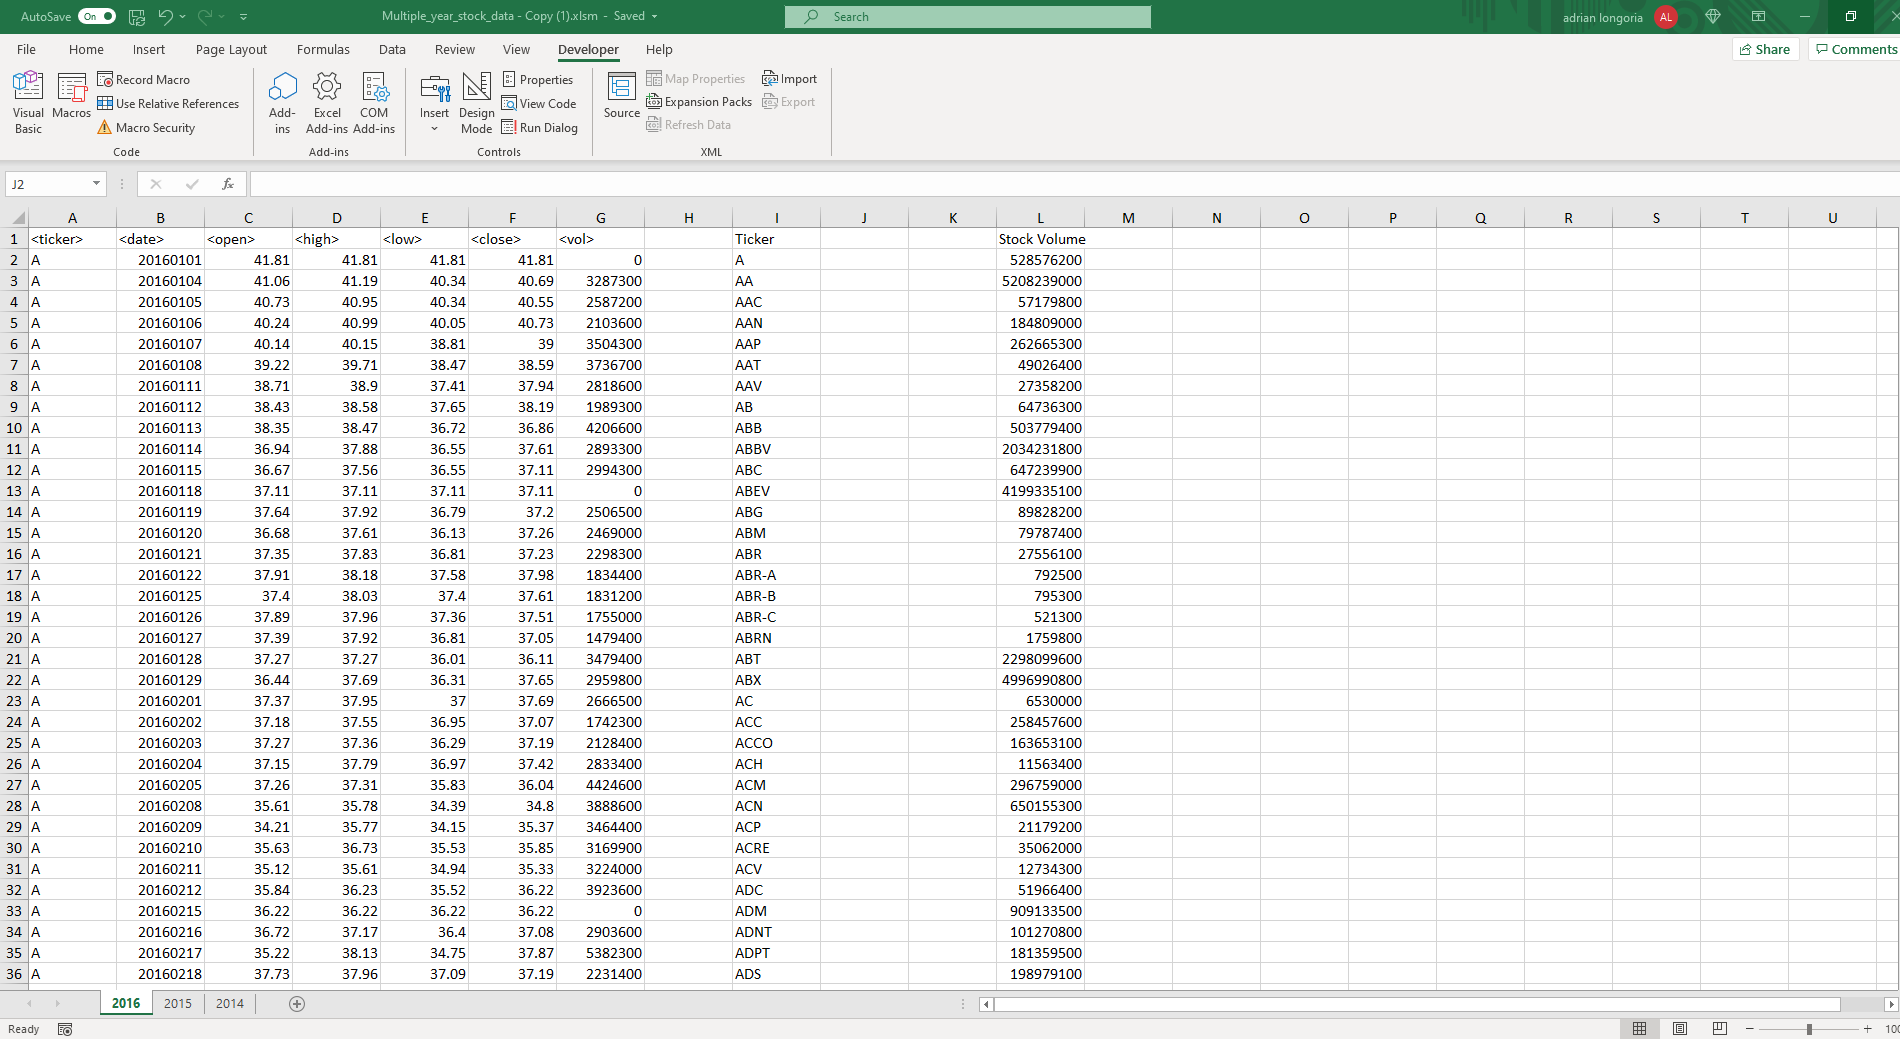 AutoSave On Multiple_year_stock_data - Copy (1).xlsm - Saved Search adrian longoria AL
File Home Insert Page Layout Formulas Data Review View Developer Help Share Comments
Visual Basic Macros Record Macro Use Relative References Macro Security Code
Add-ins Excel Add-ins COM Add-ins Add-ins
Insert Design Mode Properties View Code Run Dialog Controls
Source Map Properties Expansion Packs Refresh Data Import Export XML
J2 fx
A B C D E F G H I J K L M N O P Q R S T U
1 <ticker> <date> <open> <high> <low> <close> <vol> Ticker Stock Volume
2 A 20160101 41.81 41.81 41.81 41.81 0 A 528576200
3 A 20160104 41.06 41.19 40.34 40.69 3287300 AA 5208239000
4 A 20160105 40.73 40.95 40.34 40.55 2587200 AAC 57179800
5 A 20160106 40.24 40.99 40.05 40.73 2103600 AAN 184809000
6 A 20160107 40.14 40.15 38.81 39 3504300 AAP 262665300
7 A 20160108 39.22 39.71 38.47 38.59 3736700 AAT 49026400
8 A 20160111 38.71 38.9 37.41 37.94 2818600 AAV 27358200
9 A 20160112 38.43 38.58 37.65 38.19 1989300 AB 64736300
10 A 20160113 38.35 38.47 36.72 36.86 4206600 ABB 503779400
11 A 20160114 36.94 37.88 36.55 37.61 2893300 ABBV 2034231800
12 A 20160115 36.67 37.56 36.55 37.11 2994300 ABC 647239900
13 A 20160118 37.11 37.11 37.11 37.11 0 ABEV 4199335100
14 A 20160119 37.64 37.92 36.79 37.2 2506500 ABG 89828200
15 A 20160120 36.68 37.61 36.13 37.26 2469000 ABM 79787400
16 A 20160121 37.35 37.83 36.81 37.23 2298300 ABR 27556100
17 A 20160122 37.91 38.18 37.58 37.98 1834400 ABR-A 792500
18 A 20160125 37.4 38.03 37.4 37.61 1831200 ABR-B 795300
19 A 20160126 37.89 37.96 37.36 37.51 1755000 ABR-C 521300
20 A 20160127 37.39 37.92 36.81 37.05 1479400 ABRN 1759800
21 A 20160128 37.27 37.27 36.01 36.11 3479400 ABT 2298099600
22 A 20160129 36.44 37.69 36.31 37.65 2959800 ABX 4996990800
23 A 20160201 37.37 37.95 37 37.69 2666500 AC 6530000
24 A 20160202 37.18 37.55 36.95 37.07 1742300 ACC 258457600
25 A 20160203 37.27 37.36 36.29 37.19 2128400 ACCO 163653100
26 A 20160204 37.15 37.79 36.97 37.42 2833400 ACH 11563400
27 A 20160205 37.26 37.31 35.83 36.04 4424600 ACM 296759000
28 A 20160208 35.61 35.78 34.39 34.8 3888600 ACN 650155300
29 A 20160209 34.21 35.77 34.15 35.37 3464400 ACP 21179200
30 A 20160210 35.63 36.73 35.53 35.85 3169900 ACRE 35062000
31 A 20160211 35.12 35.61 34.94 35.33 3224000 ACV 12734300
32 A 20160212 35.84 36.23 35.52 36.22 3923600 ADC 51966400
33 A 20160215 36.22 36.22 36.22 36.22 0 ADM 909133500
34 A 20160216 36.72 37.17 36.4 37.08 2903600 ADNT 101270800
35 A 20160217 35.22 38.13 34.75 37.87 5382300 ADPT 181359500
36 A 20160218 37.73 37.96 37.09 37.19 2231400 ADS 198979100
2016 2015 2014
Ready